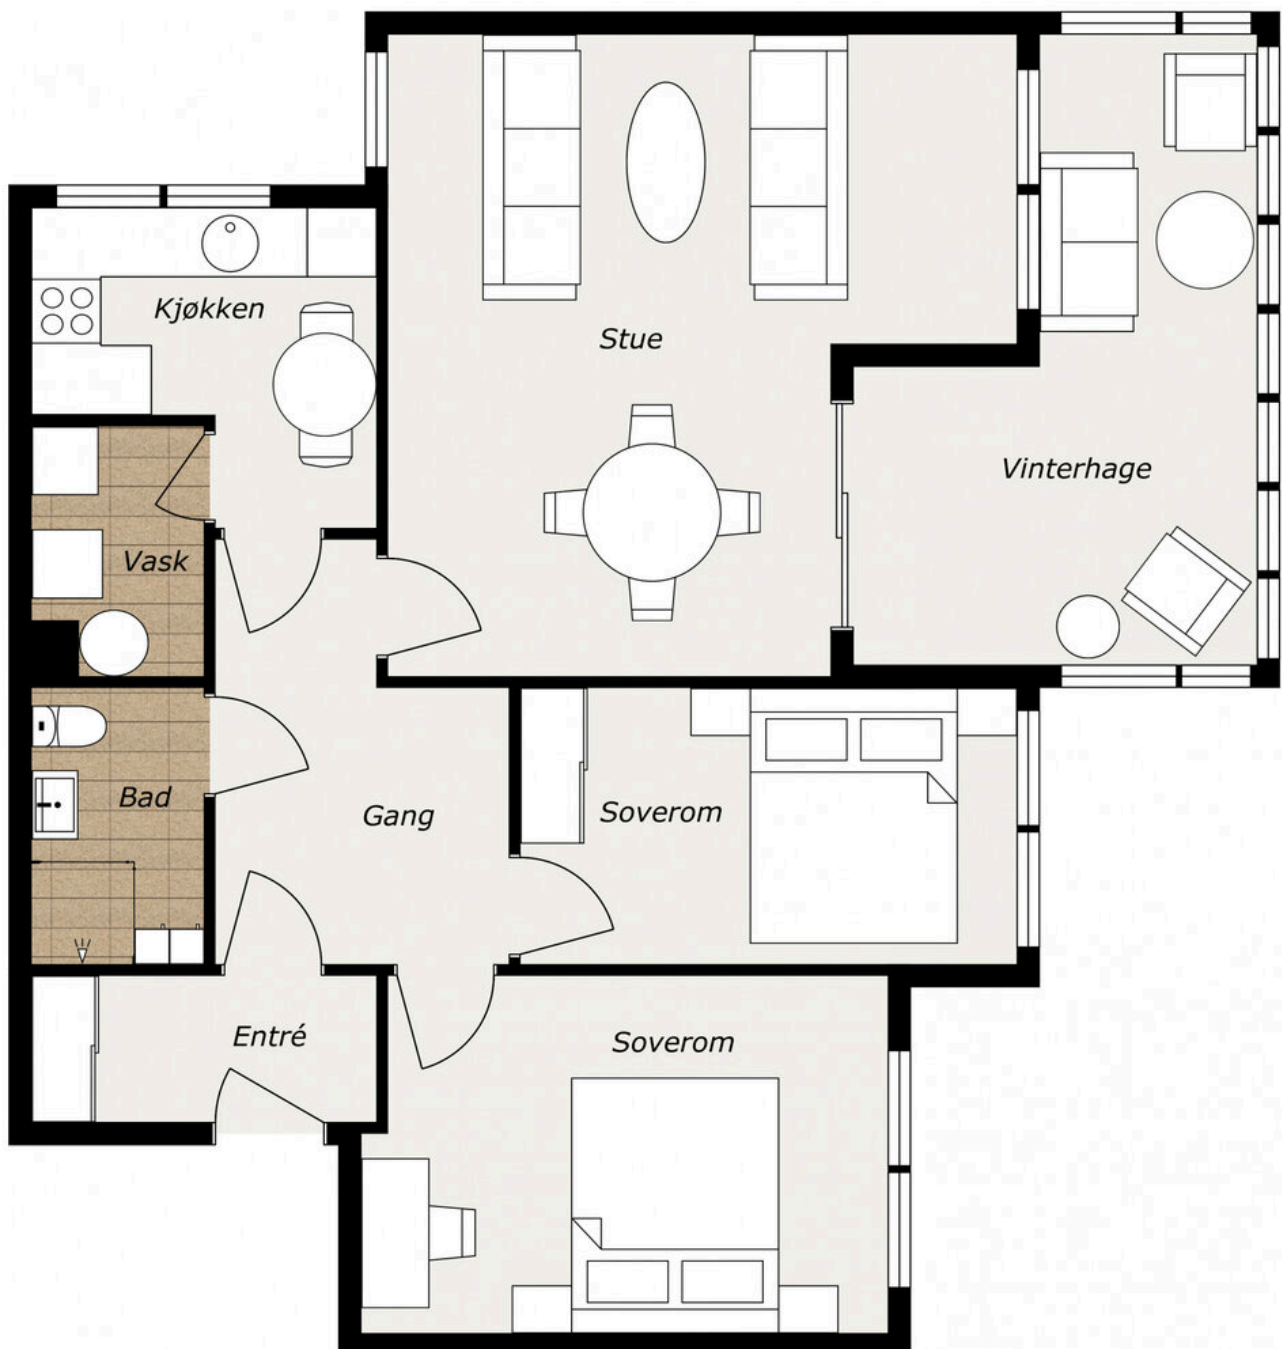 Kjøkken
Stue
Vinterhage
Vask
Bad
Gang
Soverom
Entré
Soverom